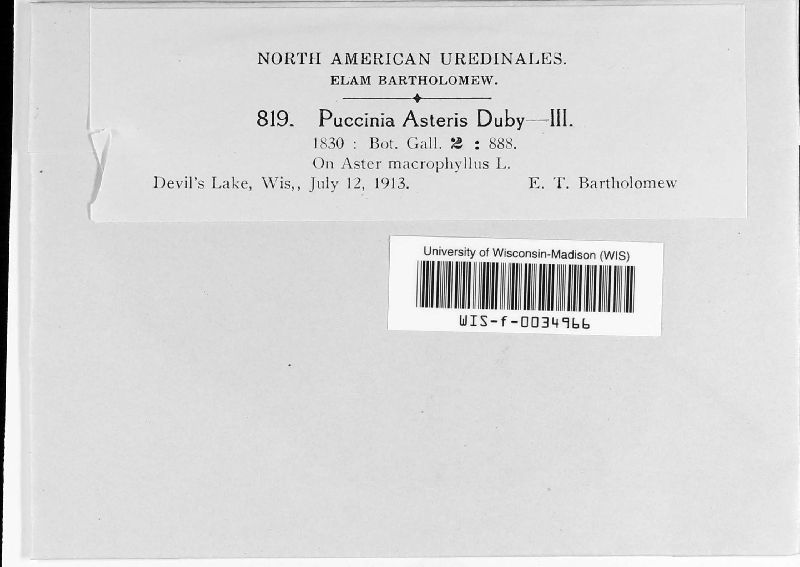 NORTH AMERICAN UREDINALES.
ELAM BARTHOLOMEW.
819. Puccinia Asteris Duby—III.
1830 : Bot. Gall. 2 : 888.
On Aster macrophyllus L.
Devil's Lake, Wis,, July 12, 1913. E. T. Bartholomew
University of Wisconsin-Madison (WIS)
WIS-f-0034966